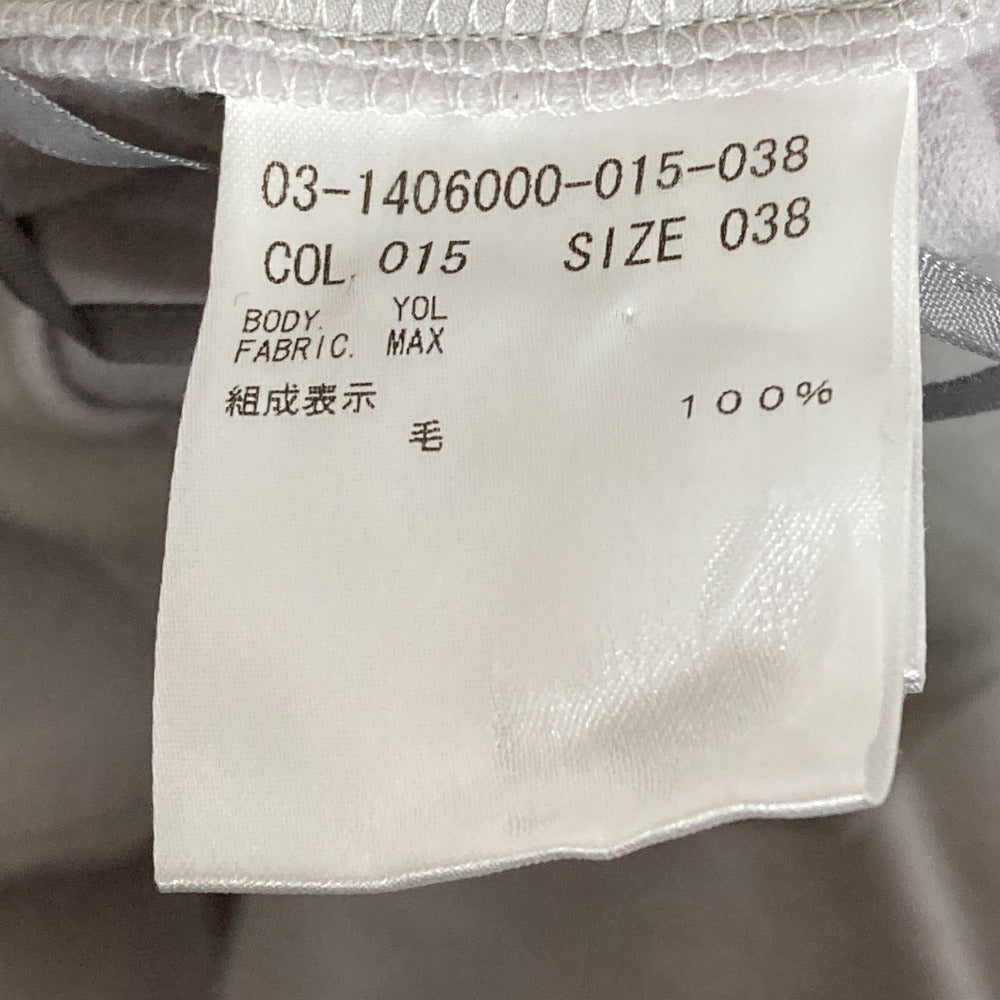 03-1406000-015-038
COL. 015 SIZE 038
BODY. YOL
FABRIC. MAX
組成表示
毛 100%